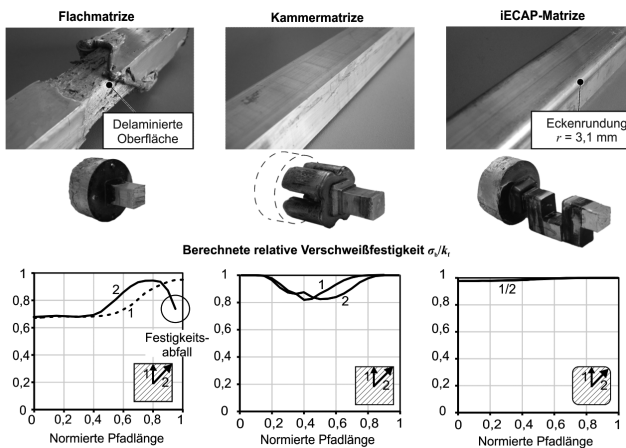 Flachmatrize
Kammermatrize
iECAP-Matrize
Delaminierte
Oberfläche
Eckenrundung
r = 3,1 mm
Berechnete relative Verschweißfestigkeit σs/kf
1
0,8
0,6
0,4
0,2
0
0 0,2 0,4 0,6 0,8 1
Normierte Pfadlänge
2
1
Festigkeits-
abfall
1
2
1
0,8
0,6
0,4
0,2
0
0 0,2 0,4 0,6 0,8 1
Normierte Pfadlänge
1
2
1
2
1
0,8
0,6
0,4
0,2
0
0 0,2 0,4 0,6 0,8 1
Normierte Pfadlänge
1/2
1
2